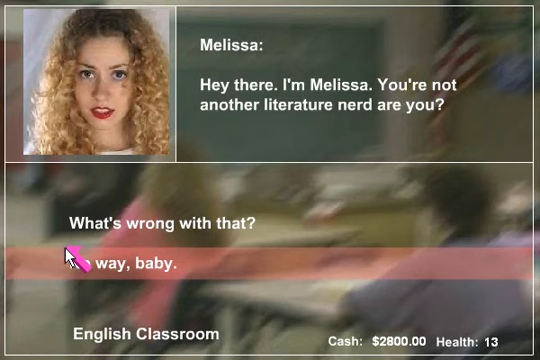 Melissa:
Hey there. I'm Melissa. You're not
another literature nerd are you?
What's wrong with that?
way, baby.
English Classroom
Cash: $2800.00 Health: 13